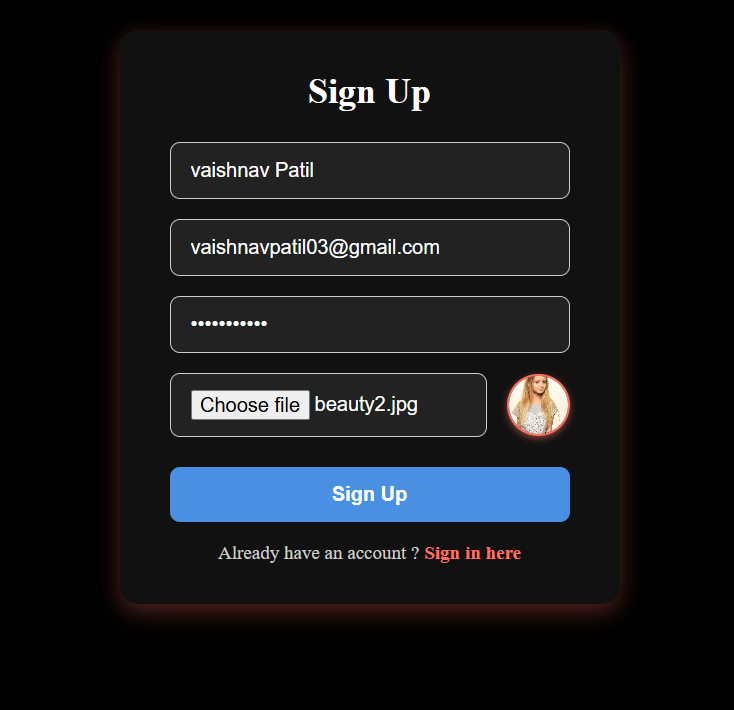 Sign Up
vaishnav Patil
vaishnavpatil03@gmail.com
•••••••••••
Choose file beauty2.jpg
Sign Up
Already have an account ? Sign in here